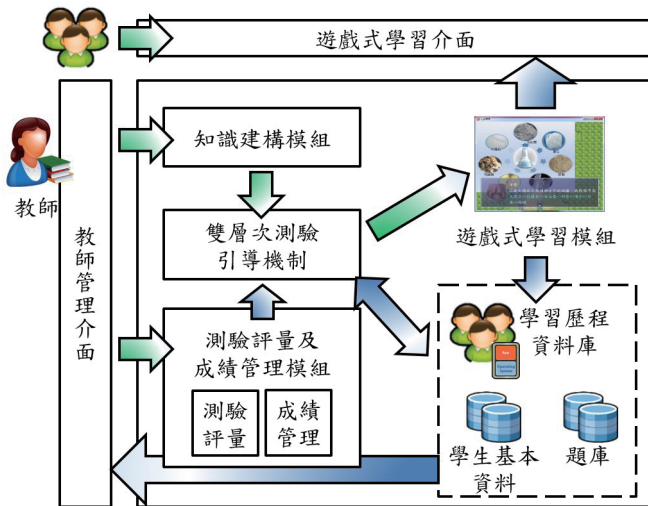 遊戲式學習介面
教師
教師管理介面
知識建構模組
雙層次測驗
引導機制
測驗評量及
成績管理模組
測驗
評量
成績
管理
遊戲式學習模組
學習歷程
資料庫
學生基本
資料
題庫